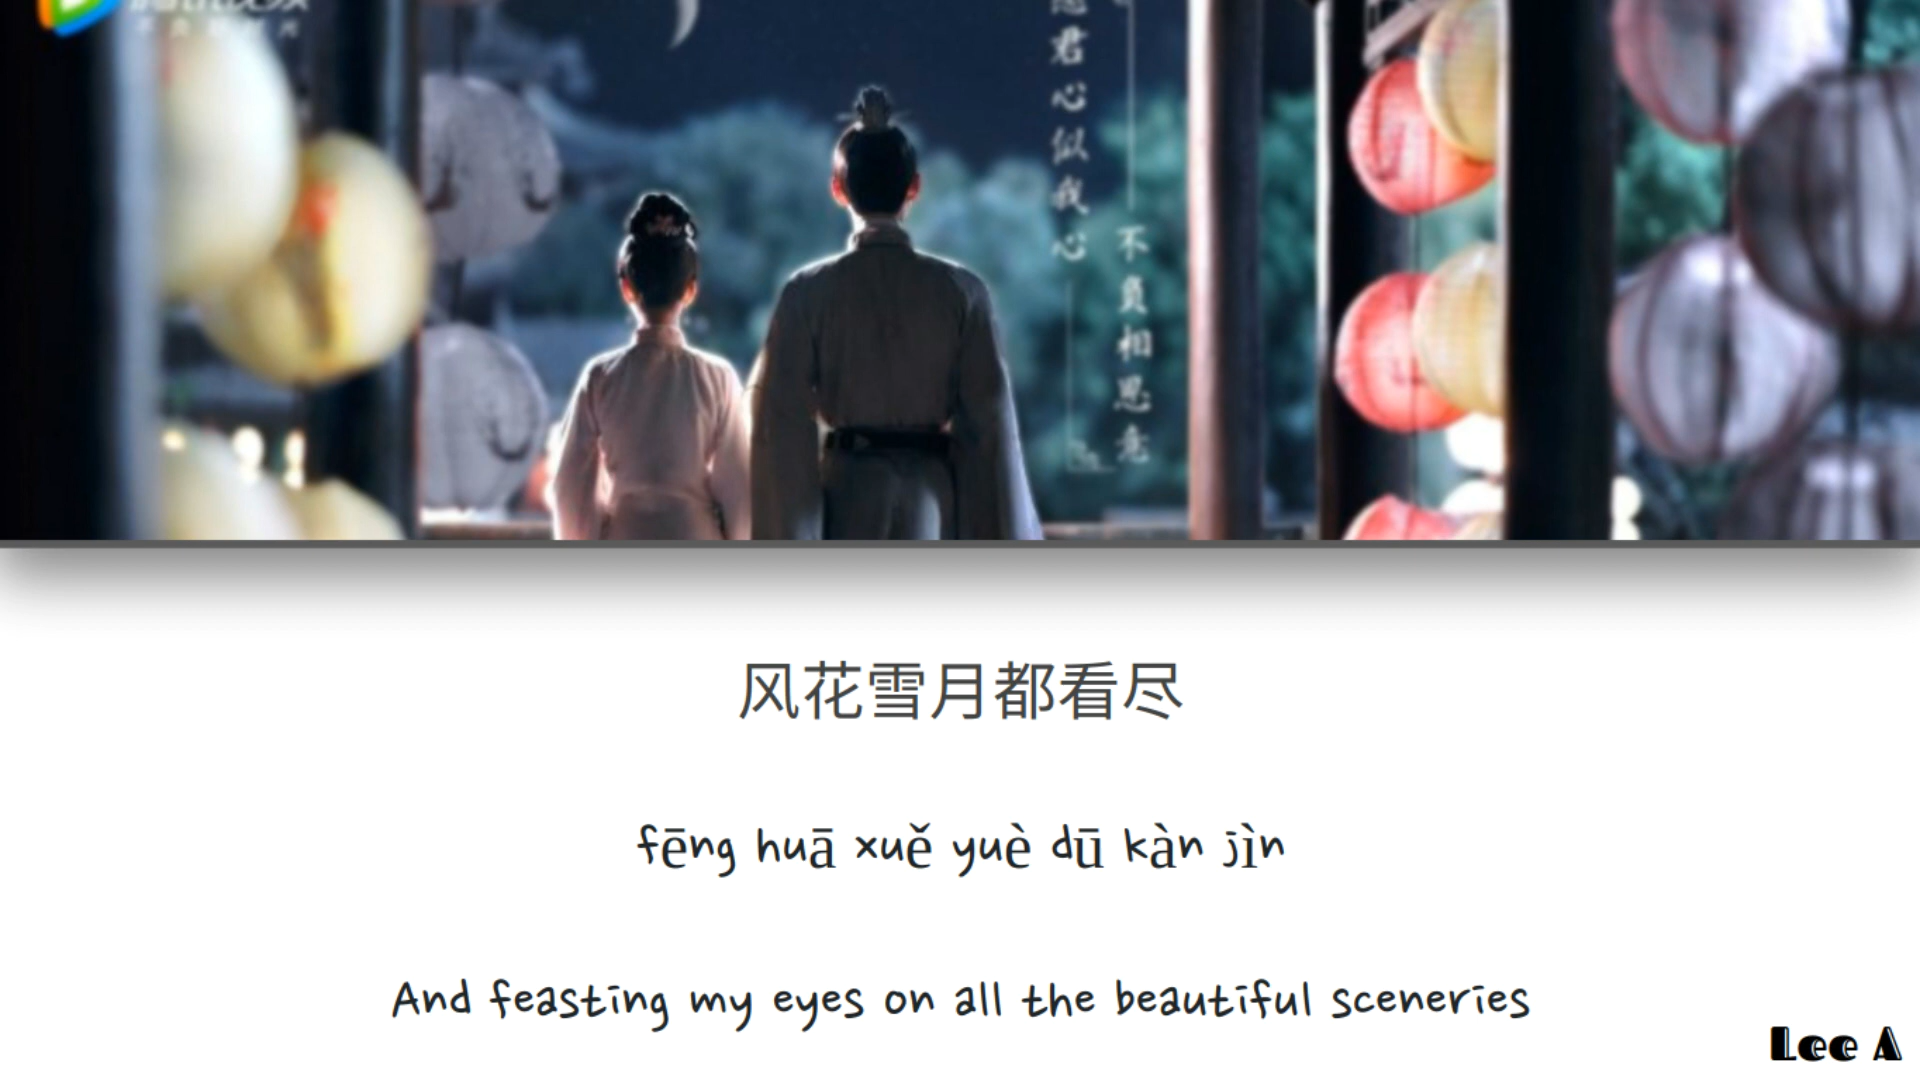 君心似我心
不负相思意
风花雪月都看尽
fēng huā xuě yuè dū kàn jìn
And feasting my eyes on all the beautiful sceneries
Lee A